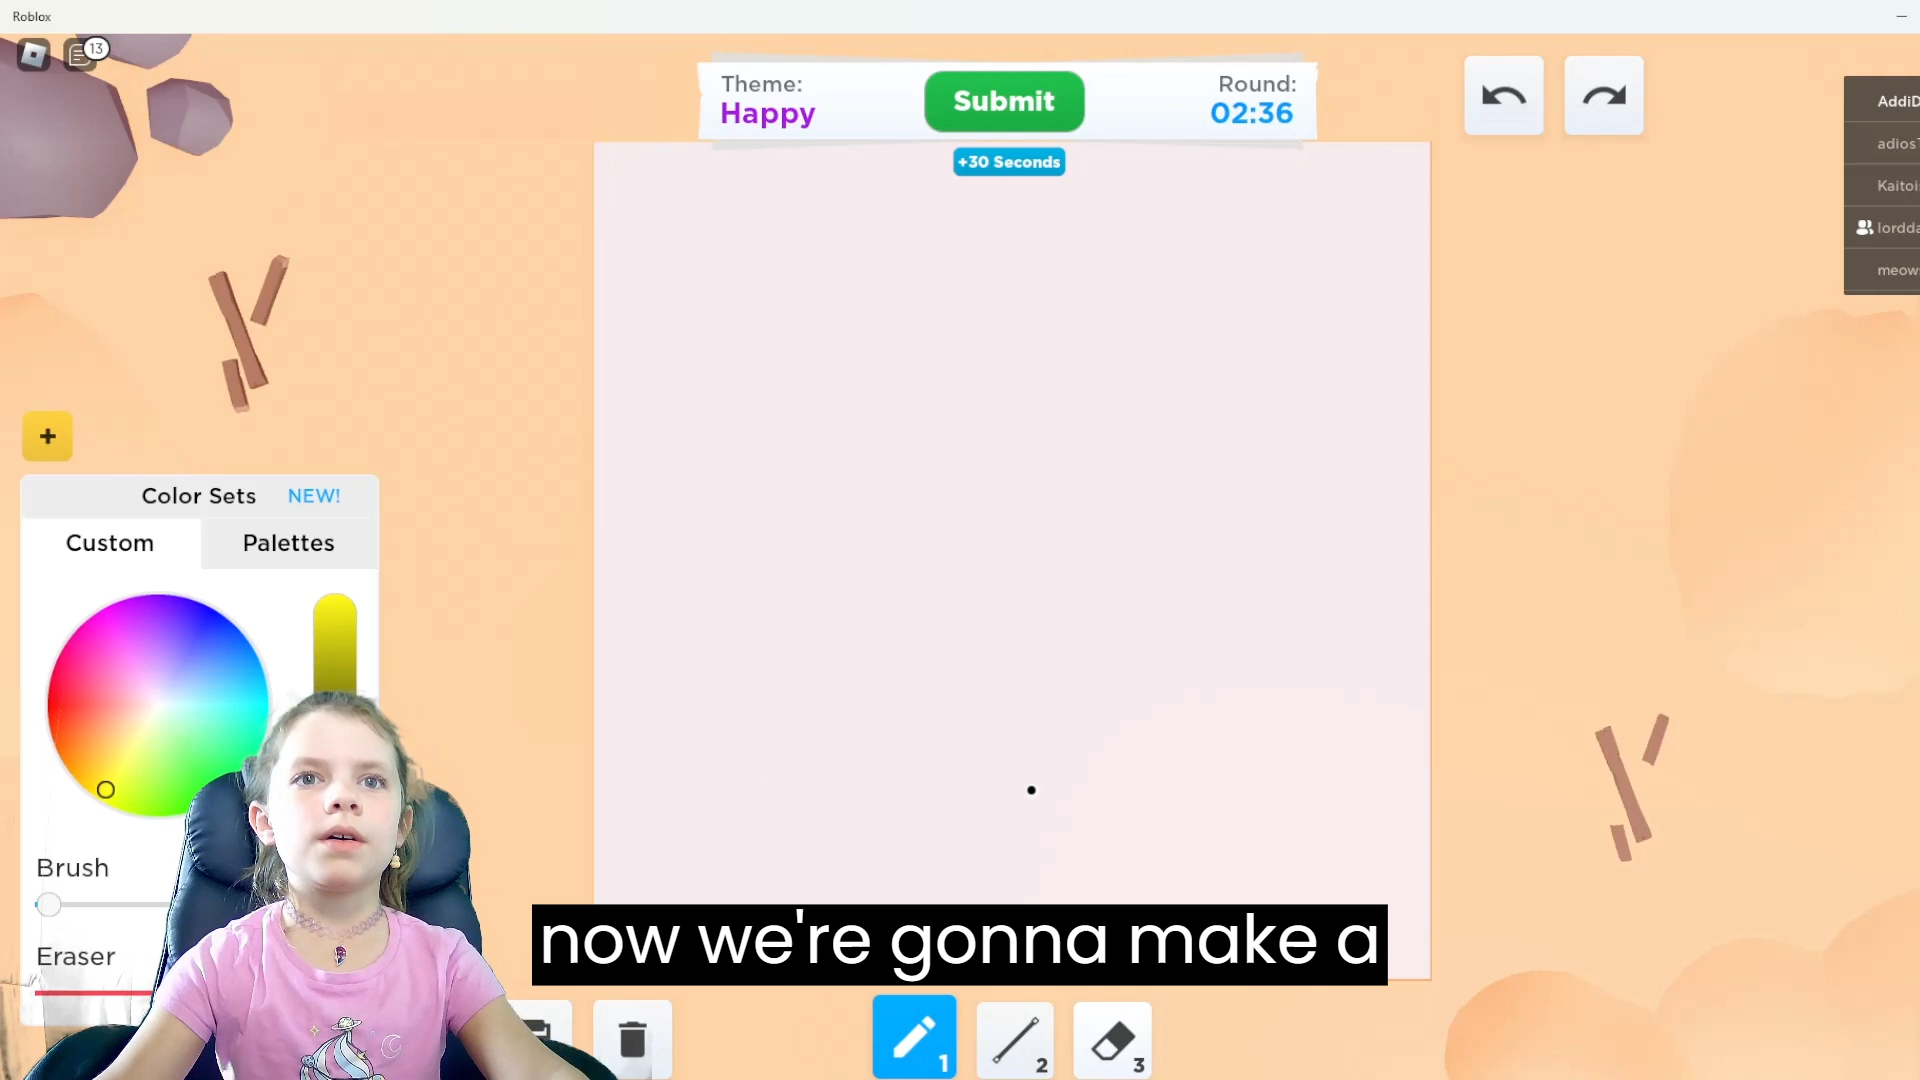 Roblox
13
Theme:
Happy
Submit
Round:
02:36
+30 Seconds
AddiD
adios
Kaitoi
lordda
meow
+
Color Sets NEW!
Custom
Palettes
Brush
Eraser
now we're gonna make a
1
2
3